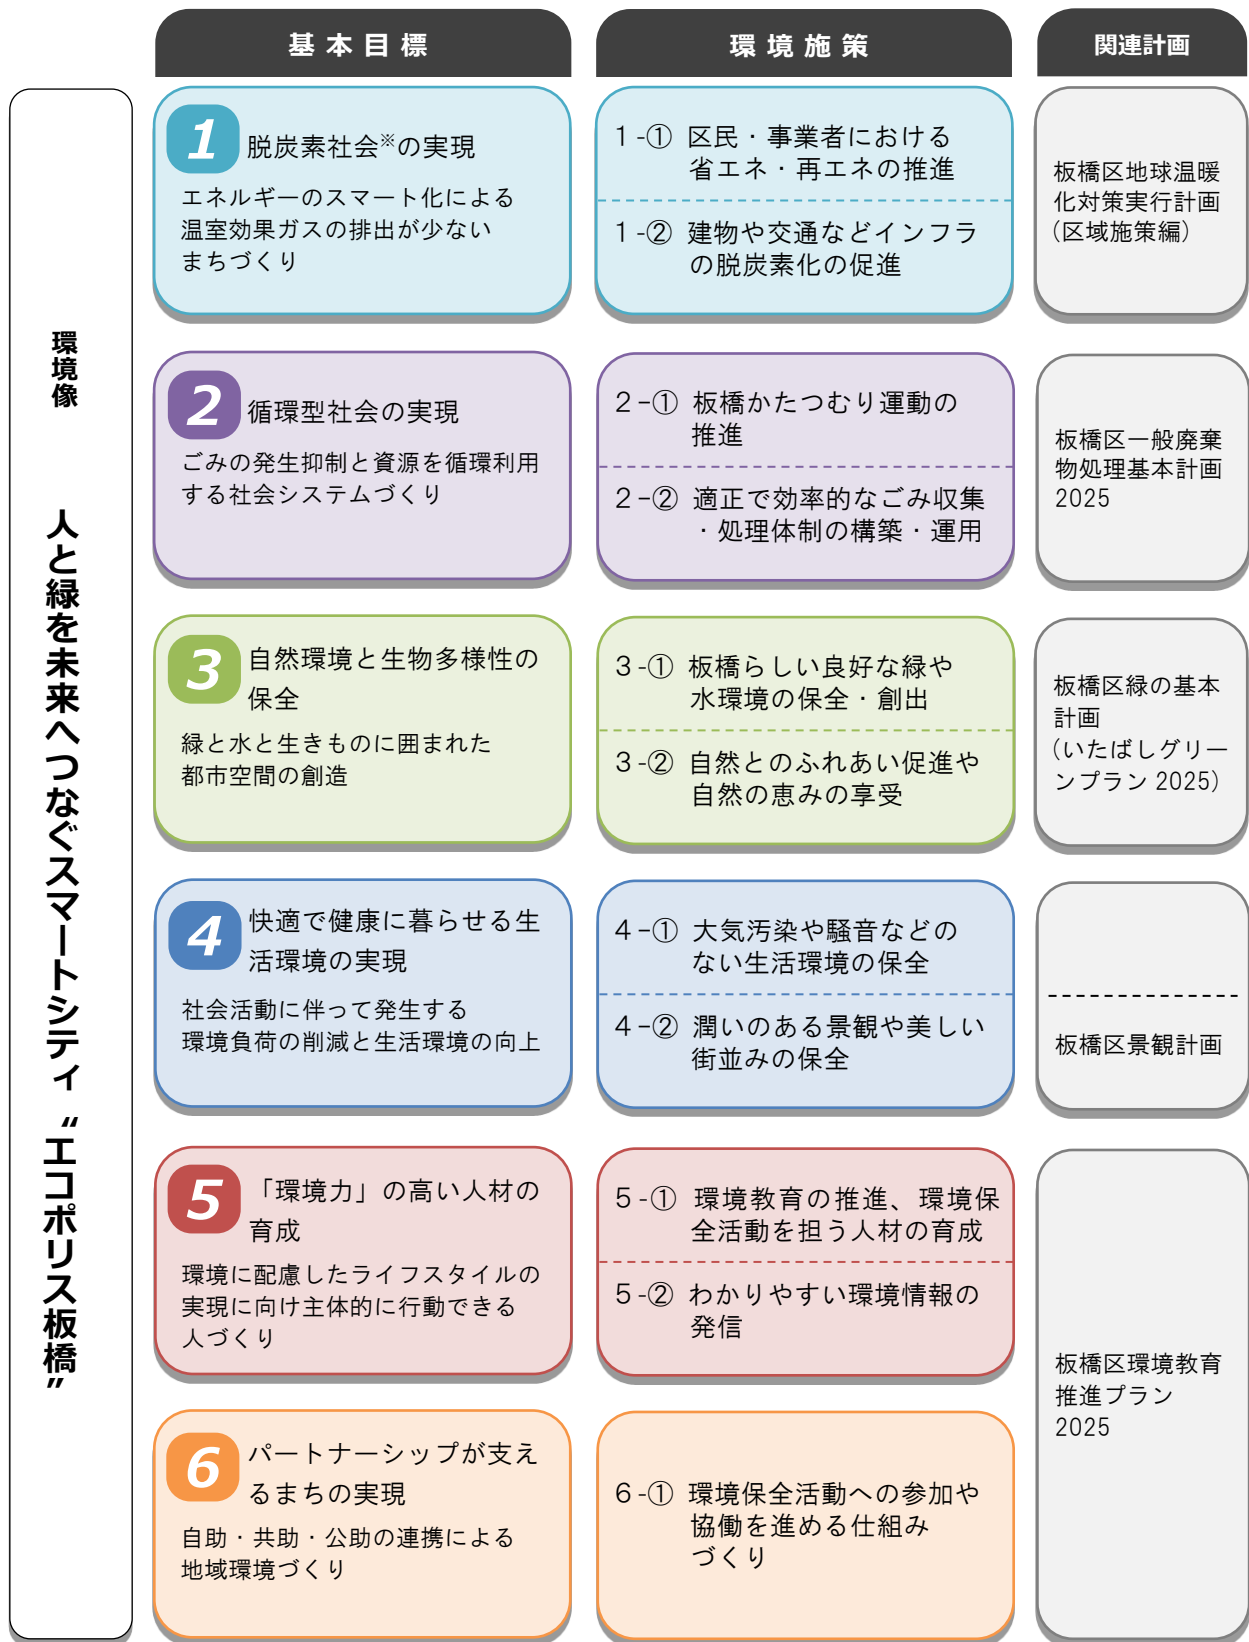 基本目標
環境施策
関連計画
環境像
人と緑を未来へつなぐスマートシティ“エコポリス板橋”
1
脱炭素社会※の実現
エネルギーのスマート化による
温室効果ガスの排出が少ない
まちづくり
1-① 区民・事業者における
省エネ・再エネの推進
1-② 建物や交通などインフラ
の脱炭素化の促進
板橋区地球温暖
化対策実行計画
(区域施策編)
2
循環型社会の実現
ごみの発生抑制と資源を循環利用
する社会システムづくり
2-① 板橋かたつむり運動の
推進
2-② 適正で効率的なごみ収集
・処理体制の構築・運用
板橋区一般廃棄
物処理基本計画
2025
3
自然環境と生物多様性の
保全
緑と水と生きものに囲まれた
都市空間の創造
3-① 板橋らしい良好な緑や
水環境の保全・創出
3-② 自然とのふれあい促進や
自然の恵みの享受
板橋区緑の基本
計画
(いたばしグリー
ンプラン 2025)
4
快適で健康に暮らせる生
活環境の実現
社会活動に伴って発生する
環境負荷の削減と生活環境の向上
4-① 大気汚染や騒音などの
ない生活環境の保全
4-② 潤いのある景観や美しい
街並みの保全
板橋区景観計画
5
「環境力」の高い人材の
育成
環境に配慮したライフスタイルの
実現に向け主体的に行動できる
人づくり
5-① 環境教育の推進、環境保
全活動を担う人材の育成
5-② わかりやすい環境情報の
発信
板橋区環境教育
推進プラン
2025
6
パートナーシップが支え
るまちの実現
自助・共助・公助の連携による
地域環境づくり
6-① 環境保全活動への参加や
協働を進める仕組み
づくり